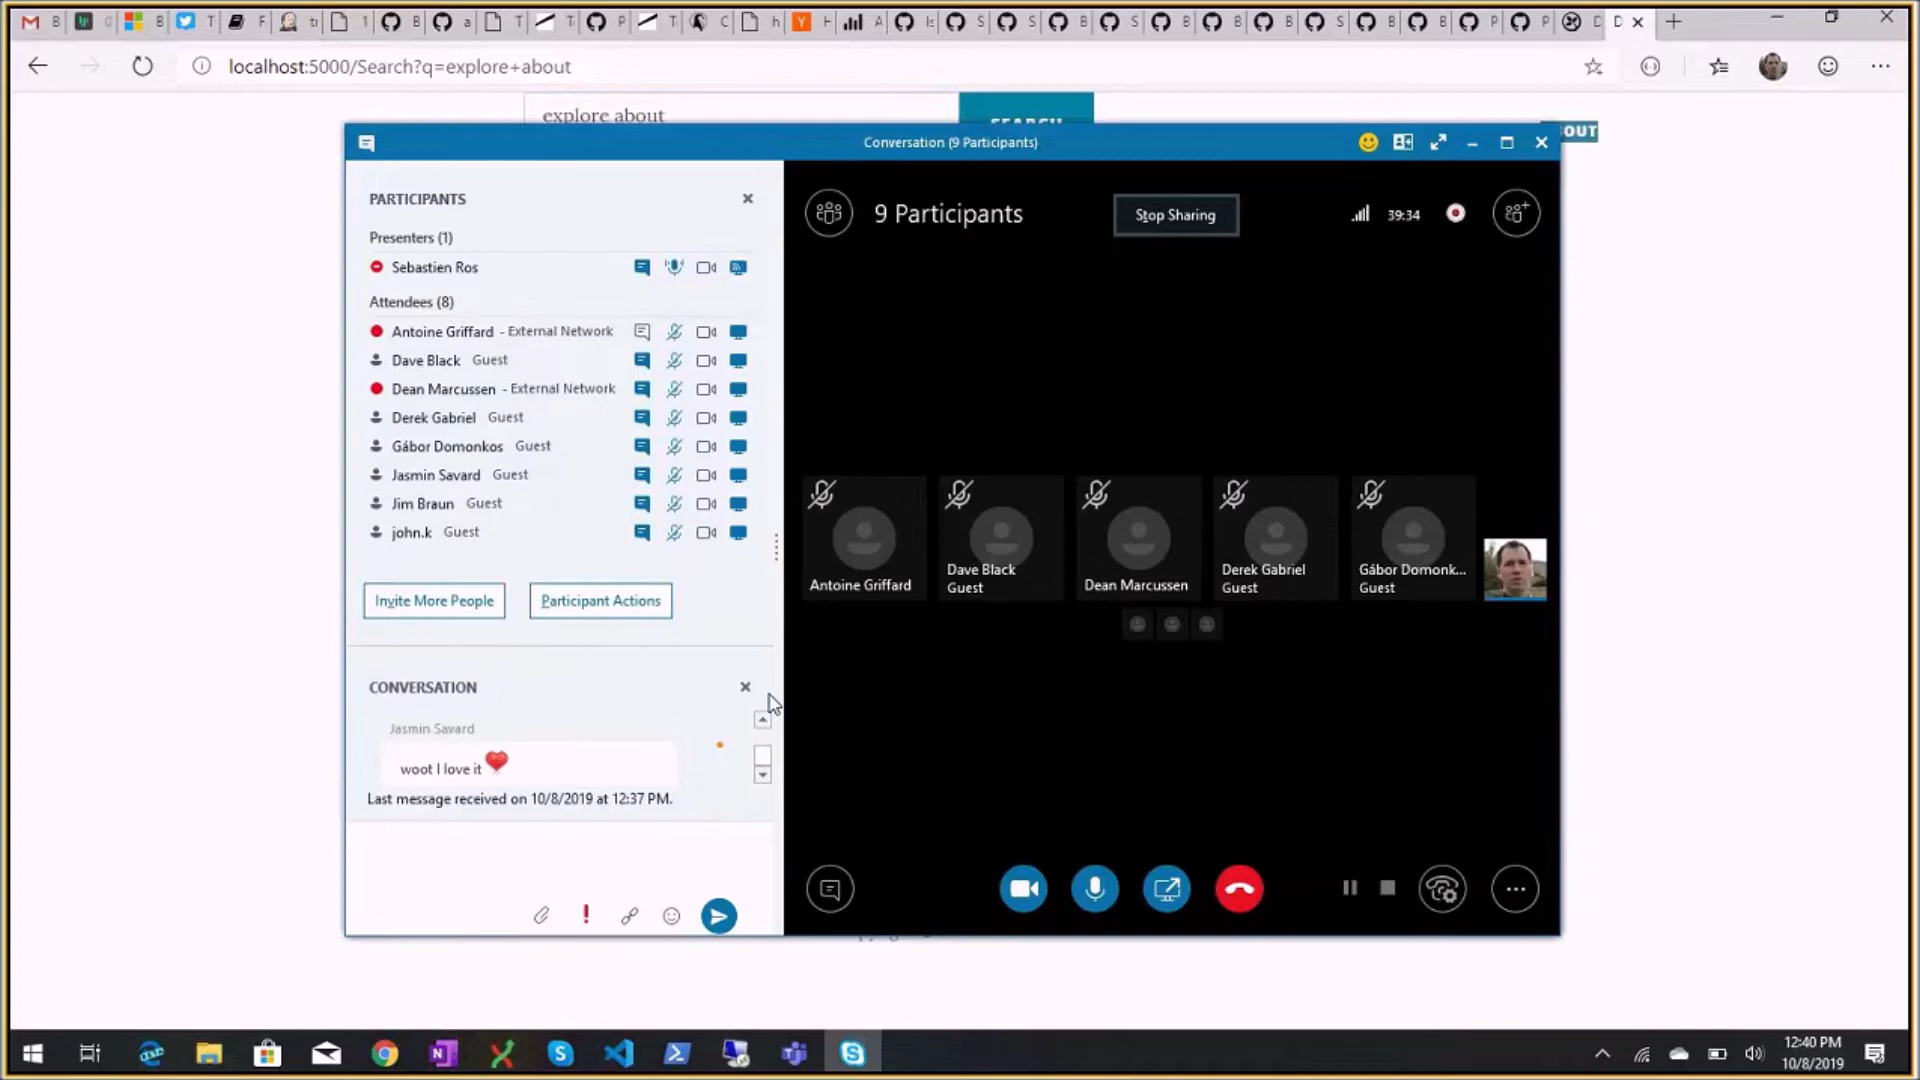 localhost:5000/Search?q=explore+about
explore about
SEARCH
OUT
Conversation (9 Participants)
PARTICIPANTS
Presenters (1)
Sebastien Ros
Attendees (8)
Antoine Griffard - External Network
Dave Black Guest
Dean Marcussen - External Network
Derek Gabriel Guest
Gábor Domonkos Guest
Jasmin Savard Guest
Jim Braun Guest
john.k Guest
Invite More People
Participant Actions
CONVERSATION
Jasmin Savard
woot I love it
Last message received on 10/8/2019 at 12:37 PM.
9 Participants
Stop Sharing
39:34
Antoine Griffard
Dave Black
Guest
Dean Marcussen
Derek Gabriel
Guest
Gábor Domonk...
Guest
12:40 PM
10/8/2019